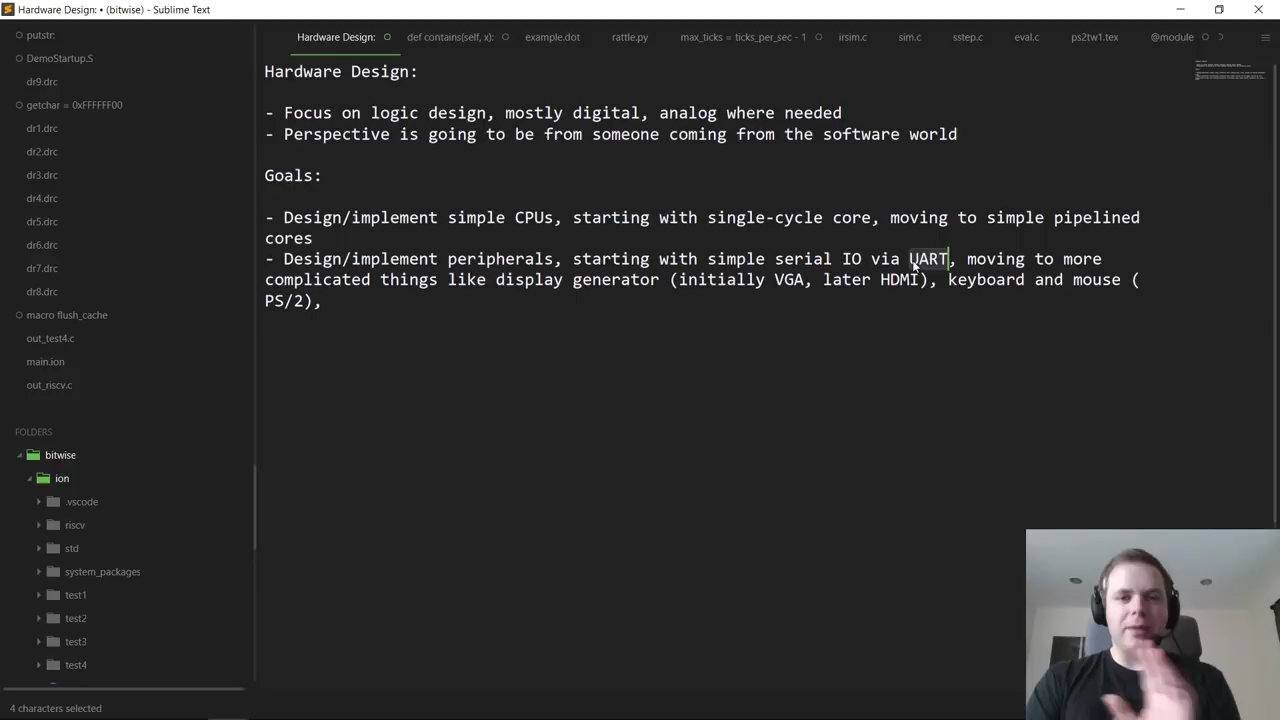 Hardware Design: • (bitwise) - Sublime Text
putstr:
DemoStartup.S
dr9.drc
getchar = 0xFFFFFF00
dr1.drc
dr2.drc
dr3.drc
dr4.drc
dr5.drc
dr6.drc
dr7.drc
dr8.drc
macro flush_cache
out_test4.c
main.ion
out_riscv.c
FOLDERS
bitwise
ion
.vscode
riscv
std
system_packages
test1
test2
test3
test4
Hardware Design: def contains(self, x): example.dot rattle.py max_ticks = ticks_per_sec - 1 irsim.c sim.c sstep.c eval.c ps2tw1.tex @module
Hardware Design:
- Focus on logic design, mostly digital, analog where needed
- Perspective is going to be from someone coming from the software world
Goals:
- Design/implement simple CPUs, starting with single-cycle core, moving to simple pipelined
cores
- Design/implement peripherals, starting with simple serial IO via UART, moving to more
complicated things like display generator (initially VGA, later HDMI), keyboard and mouse (
PS/2),
4 characters selected